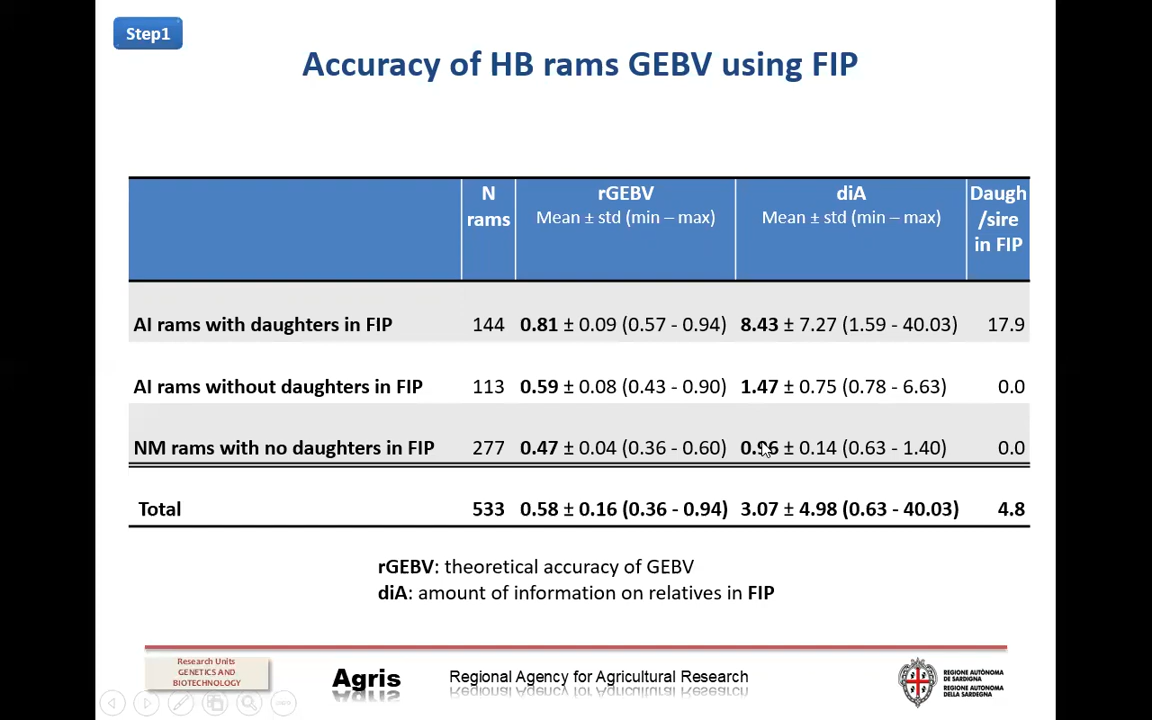 Step1
Accuracy of HB rams GEBV using FIP
N rams rGEBV Mean ± std (min – max) diA Mean ± std (min – max) Daugh /sire in FIP
AI rams with daughters in FIP 144 0.81 ± 0.09 (0.57 - 0.94) 8.43 ± 7.27 (1.59 - 40.03) 17.9
AI rams without daughters in FIP 113 0.59 ± 0.08 (0.43 - 0.90) 1.47 ± 0.75 (0.78 - 6.63) 0.0
NM rams with no daughters in FIP 277 0.47 ± 0.04 (0.36 - 0.60) 0.96 ± 0.14 (0.63 - 1.40) 0.0
Total 533 0.58 ± 0.16 (0.36 - 0.94) 3.07 ± 4.98 (0.63 - 40.03) 4.8
rGEBV: theoretical accuracy of GEBV
diA: amount of information on relatives in FIP
Research Units
GENETICS AND
BIOTECHNOLOGY
Agris
Regional Agency for Agricultural Research
REGIONE AUTÒNOMA
DE SARDIGNA
REGIONE AUTONOMA
DELLA SARDEGNA